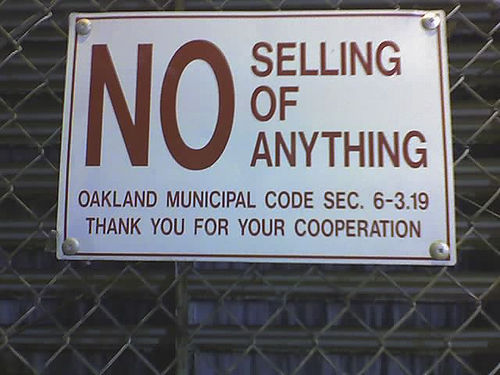 NO SELLING
OF
ANYTHING
OAKLAND MUNICIPAL CODE SEC. 6-3.19
THANK YOU FOR YOUR COOPERATION